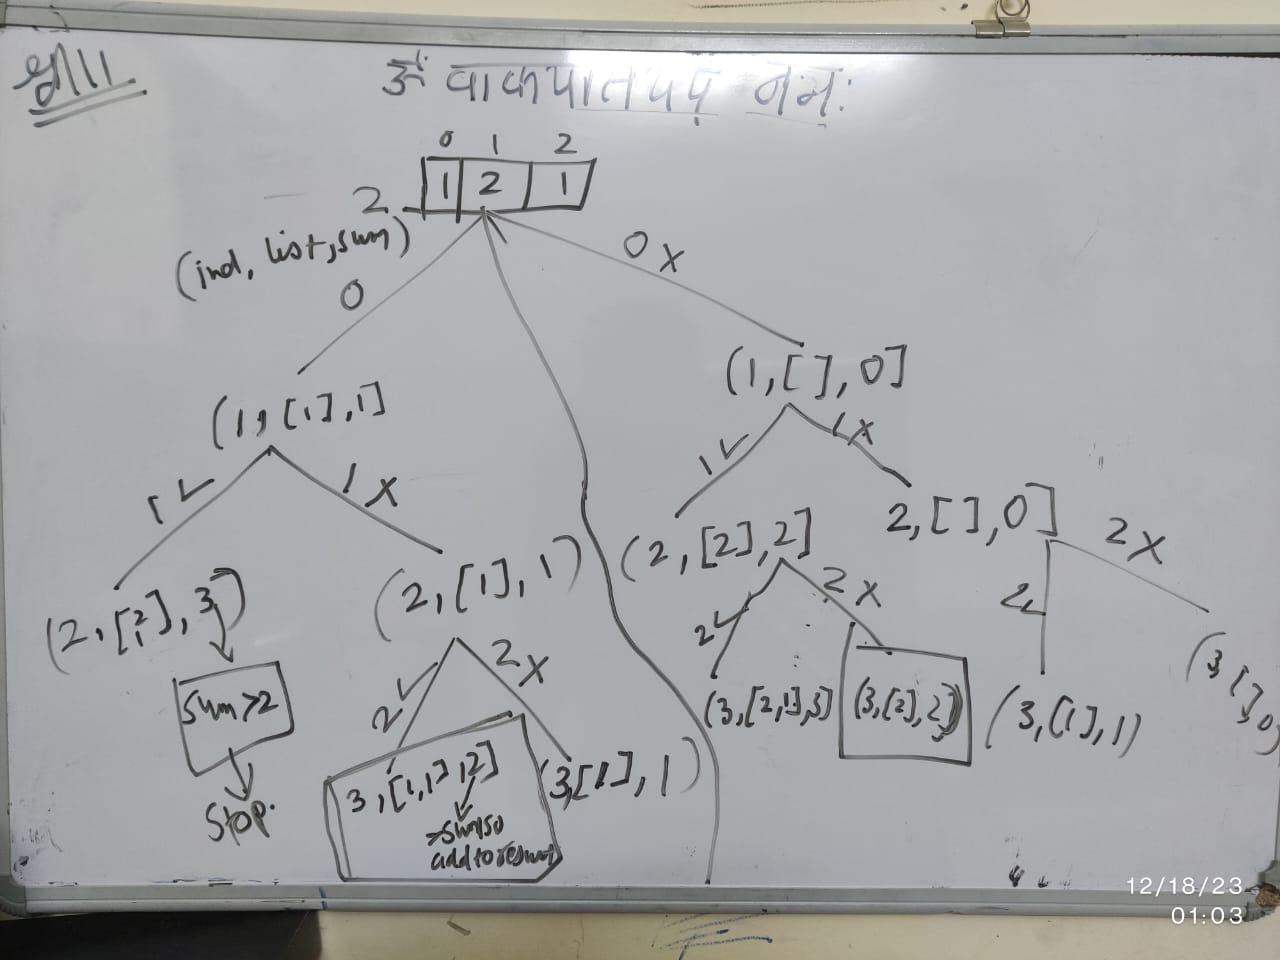 श्री॥
ॐ वाकपातयपे नमः
0 1 2
1 2 1
2
(ind, list, sum)
0
0 x
(1, [1], 1]
(1, [ ], 0]
1 ✓
1 x
1 ✓
1 x
(2, [2 1], 3)
(2, [1], 1)
(2, [2], 2]
2, [ ], 0]
sum>2
Stop.
2 ✓
2 x
2 ✓
2 x
2
2 x
3, [1,1], 2]
=sum so
add to
(3, [1], 1)
(3, [2,1], 3]
(3, [2], 2)
(3, [1], 1)
(3, [ ], 0)
12/18/23
01:03